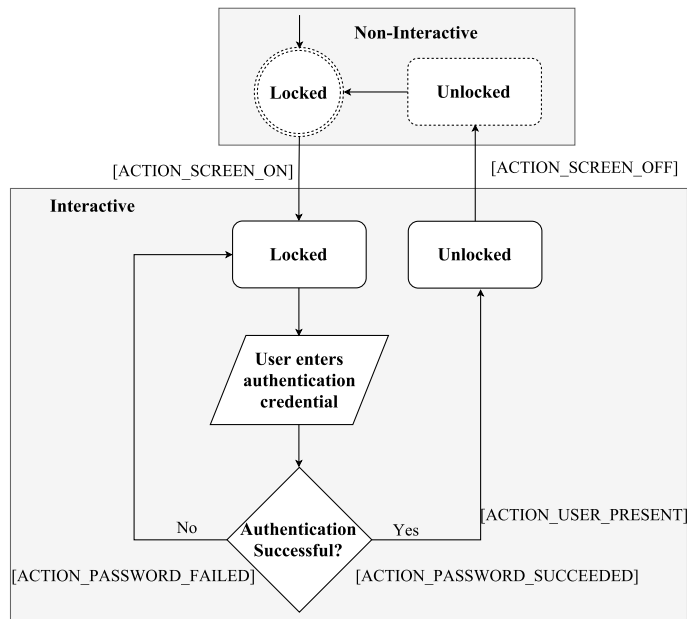 Non-Interactive
Locked
Unlocked
[ACTION_SCREEN_ON]
[ACTION_SCREEN_OFF]
Interactive
Locked
Unlocked
User enters
authentication
credential
Authentication
Successful?
No
Yes
[ACTION_USER_PRESENT]
[ACTION_PASSWORD_FAILED]
[ACTION_PASSWORD_SUCCEEDED]